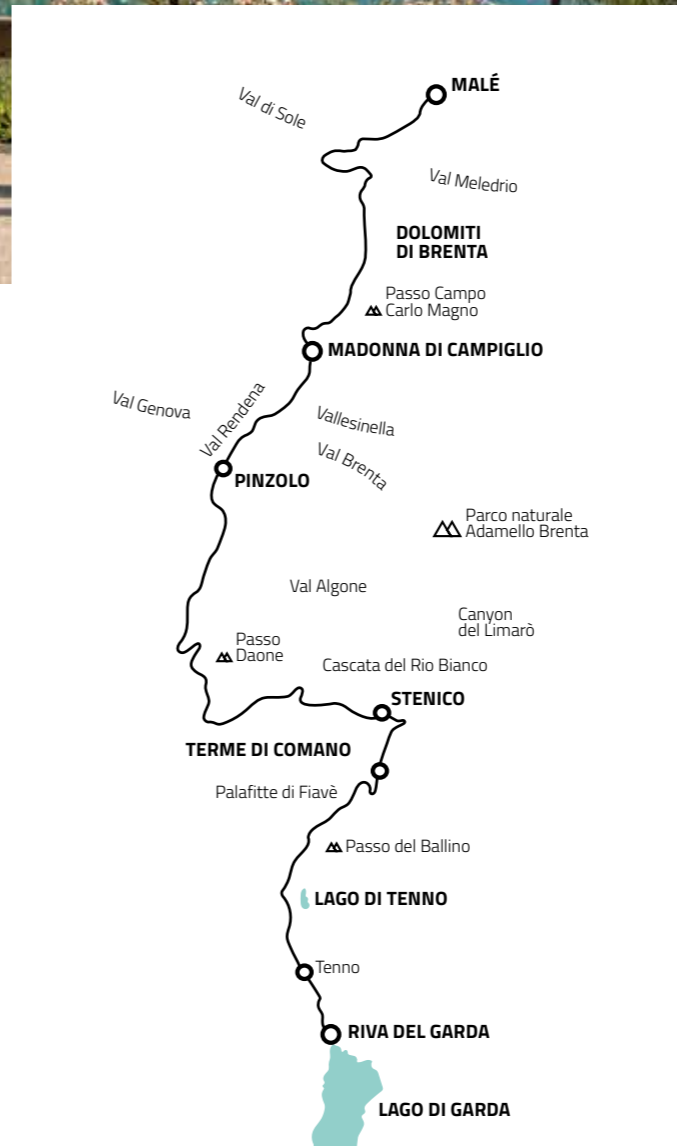 MALÉ
Val di Sole
Val Meledrio
DOLOMITI
DI BRENTA
Passo Campo
Carlo Magno
MADONNA DI CAMPIGLIO
Val Genova
Val Rendena
Vallesinella
Val Brenta
PINZOLO
Parco naturale
Adamello Brenta
Val Algone
Canyon
del Limarò
Passo
Daone
Cascata del Rio Bianco
STENICO
TERME DI COMANO
Palafitte di Fiavè
Passo del Ballino
LAGO DI TENNO
Tenno
RIVA DEL GARDA
LAGO DI GARDA